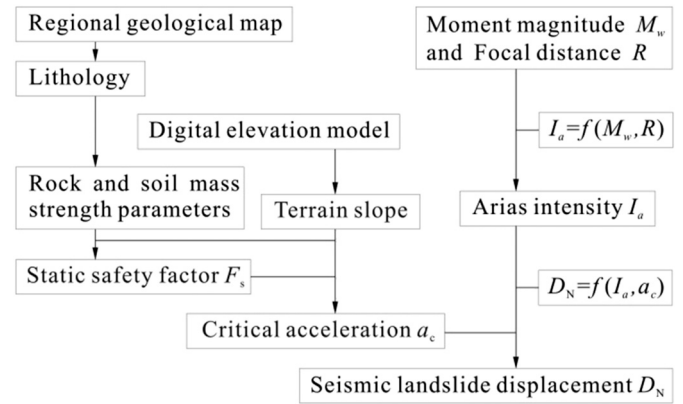 Regional geological map
Lithology
Digital elevation model
Rock and soil mass
strength parameters
Terrain slope
Static safety factor Fs
Critical acceleration ac
Moment magnitude Mw
and Focal distance R
Ia=f(Mw,R)
Arias intensity Ia
DN=f(Ia,ac)
Seismic landslide displacement DN